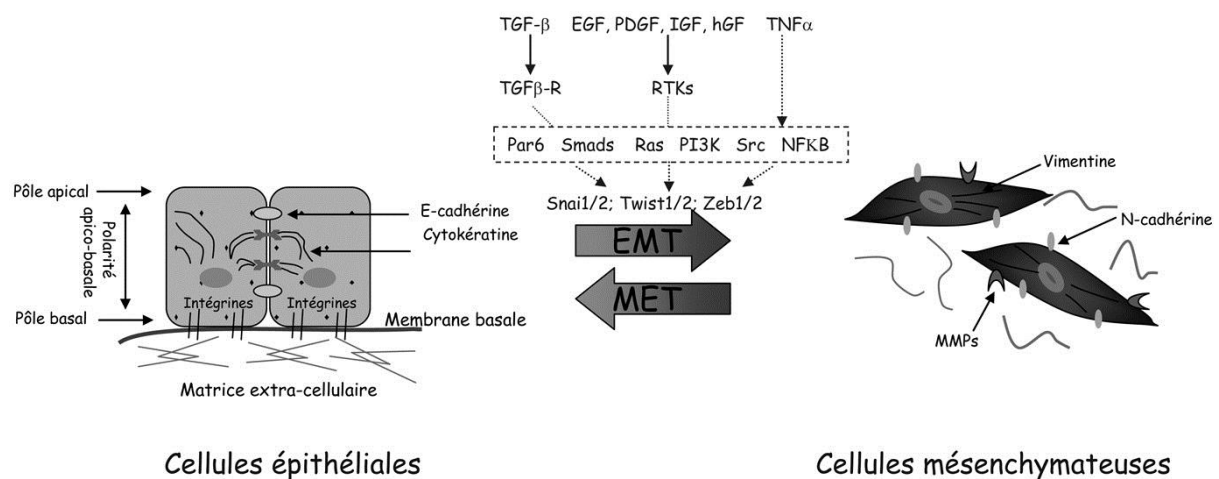 TGF-β EGF, PDGF, IGF, hGF TNFα
TGFβ-R RTKs
Par6 Smads Ras PI3K Src NFKB
Snai1/2; Twist1/2; Zeb1/2
EMT
MET
Pôle apical
Polarité
apico-basale
Pôle basal
E-cadhérine
Cytokératine
Intégrines Intégrines
Membrane basale
Matrice extra-cellulaire
Vimentine
N-cadhérine
MMPs
Cellules épithéliales
Cellules mésenchymateuses